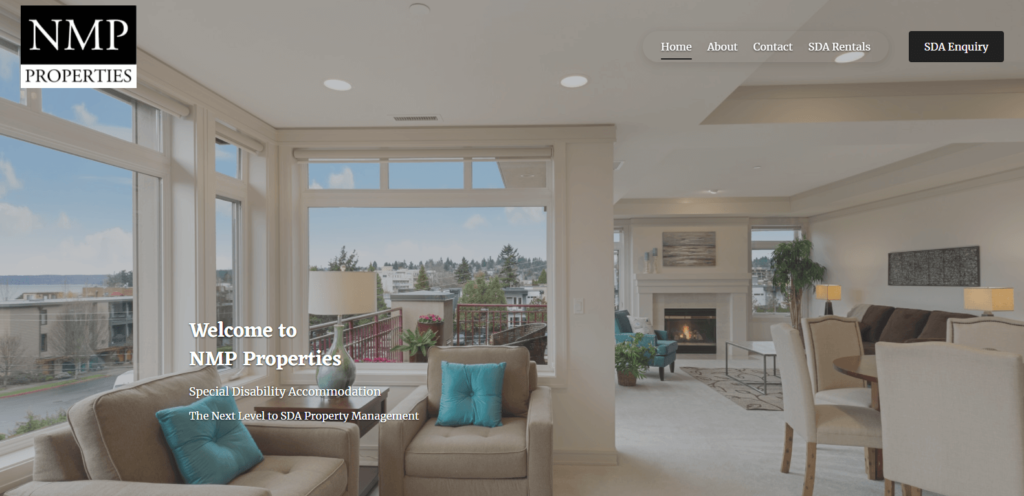 NMP
PROPERTIES
Home About Contact SDA Rentals SDA Enquiry
Welcome to
NMP Properties
Special Disability Accommodation
The Next Level to SDA Property Management